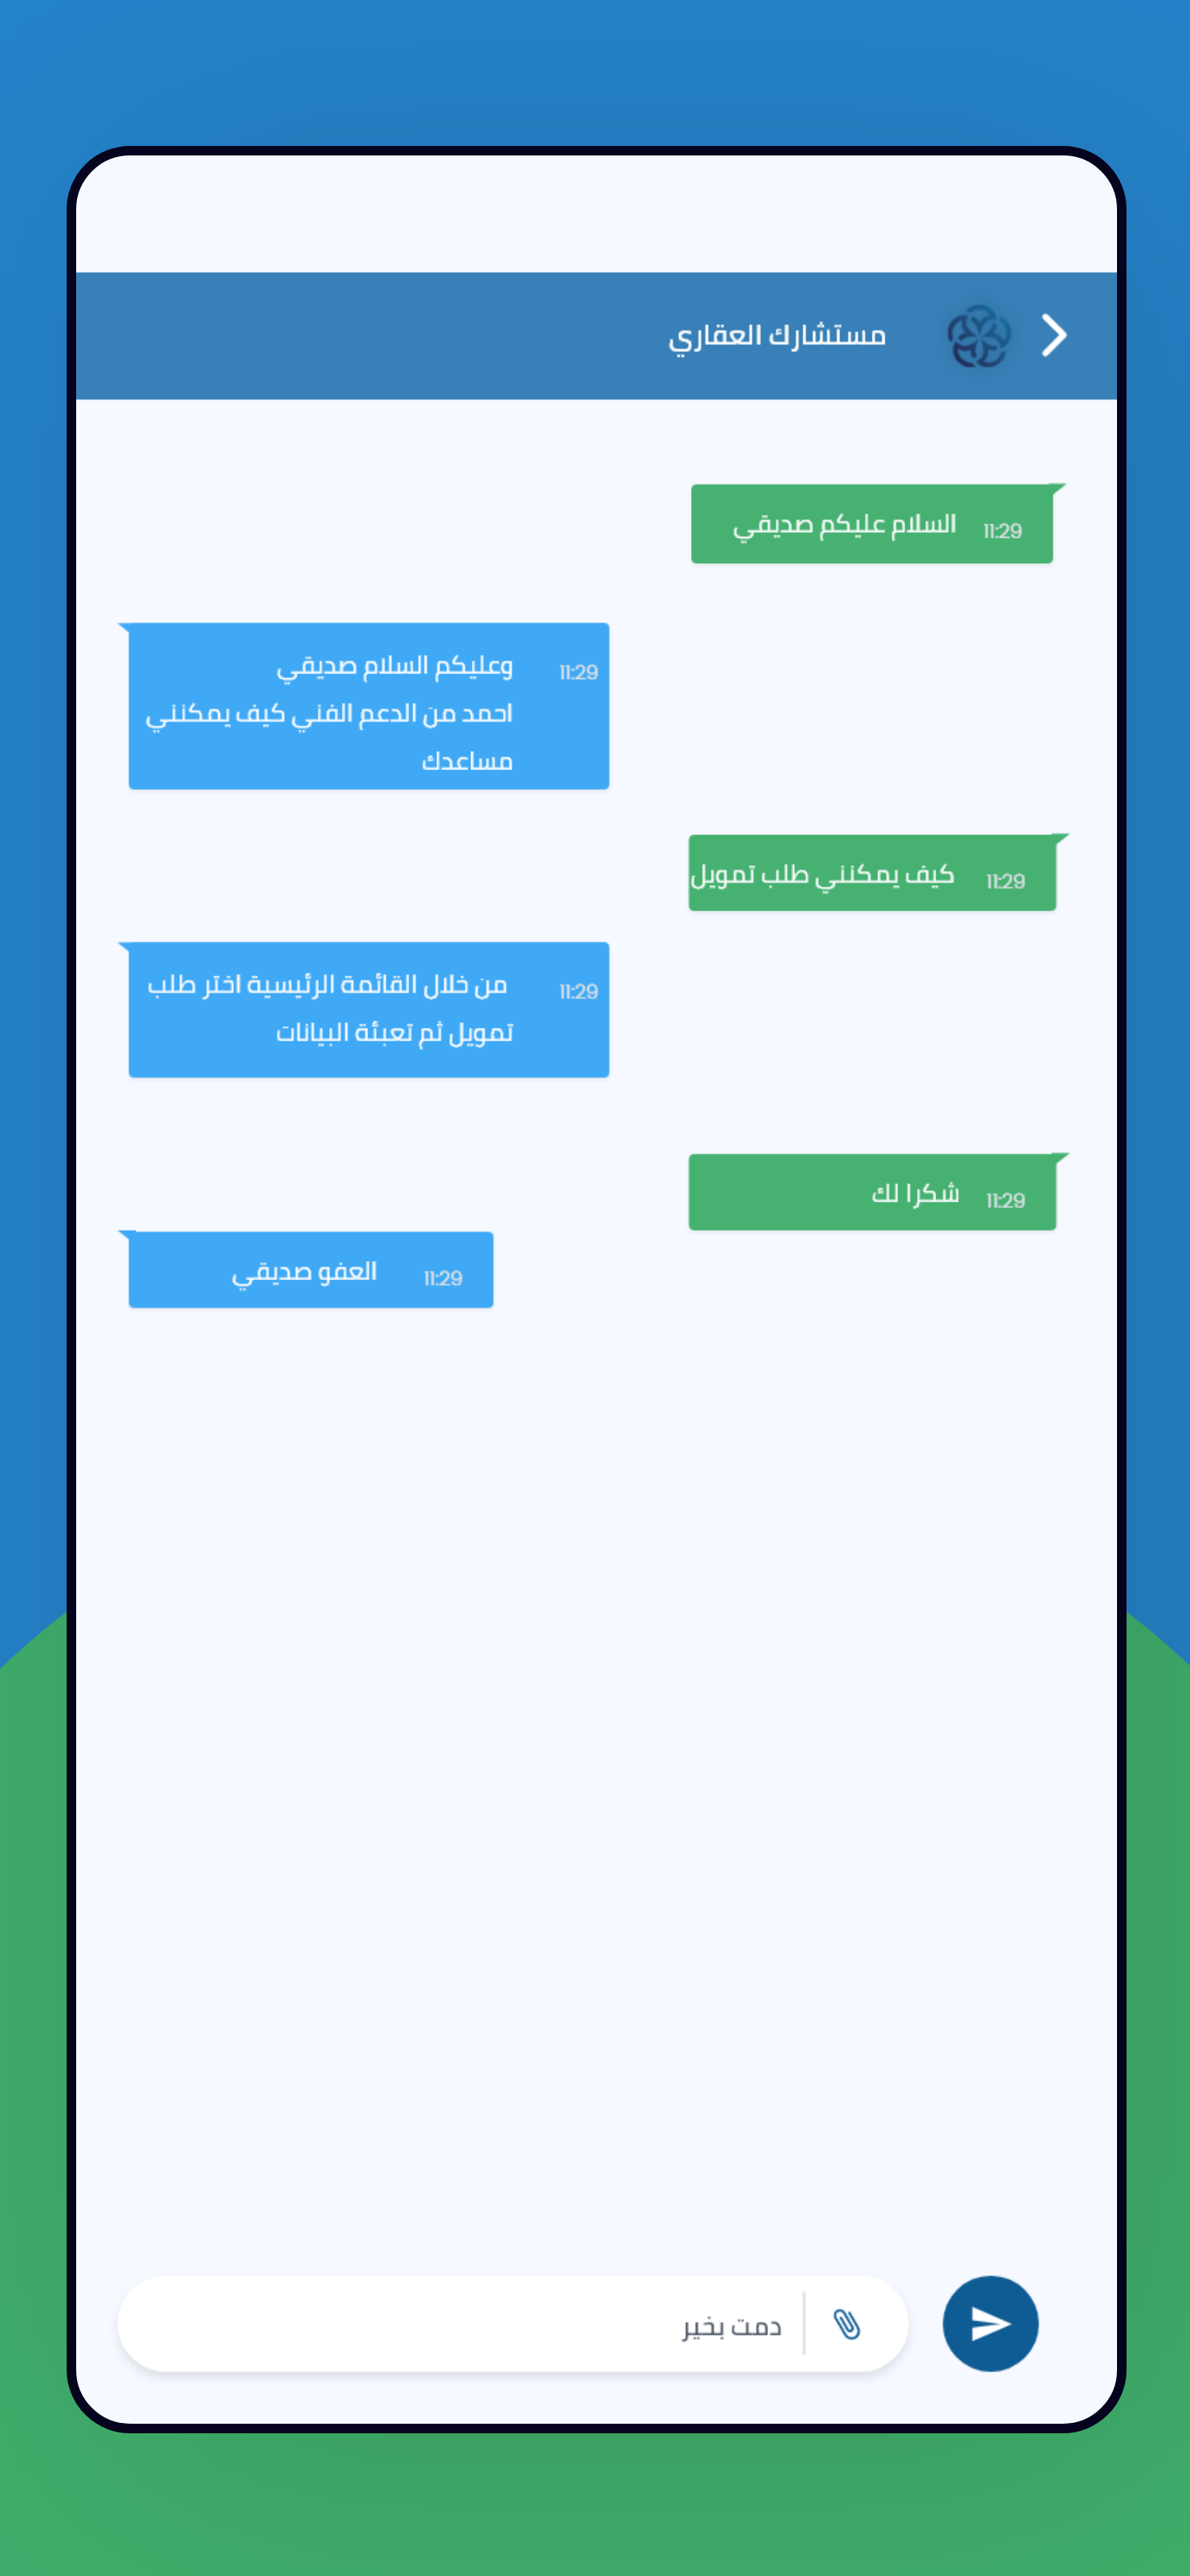 مستشارك العقاري
السلام عليكم صديقي 11:29
وعليكم السلام صديقي 11:29
احمد من الدعم الفني كيف يمكنني
مساعدك
كيف يمكنني طلب تمويل 11:29
من خلال القائمة الرئيسية اختر طلب 11:29
تمويل ثم تعبئة البيانات
شكرا لك 11:29
العفو صديقي 11:29
دمت بخير